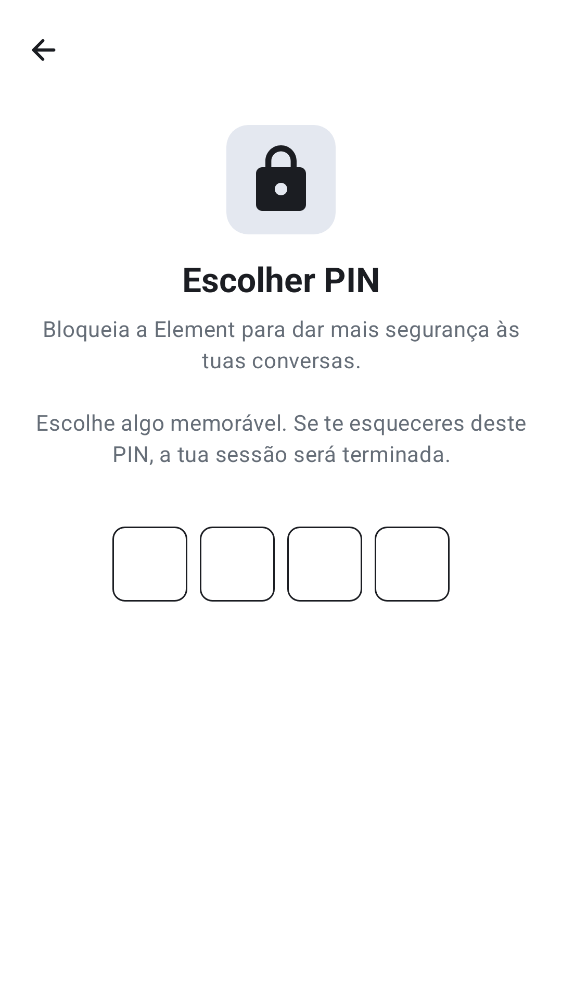 Escolher PIN
Bloqueia a Element para dar mais segurança às
tuas conversas.
Escolhe algo memorável. Se te esqueceres deste
PIN, a tua sessão será terminada.